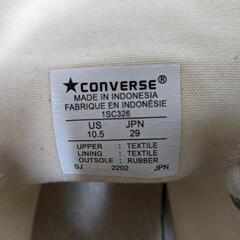 ★CONVERSE®
MADE IN INDONESIA
FABRIQUE EN INDONÉSIE
1SC326
US JPN
10.5 29
UPPER : TEXTILE
LINING : TEXTILE
OUTSOLE : RUBBER
SJ 2202 JPN